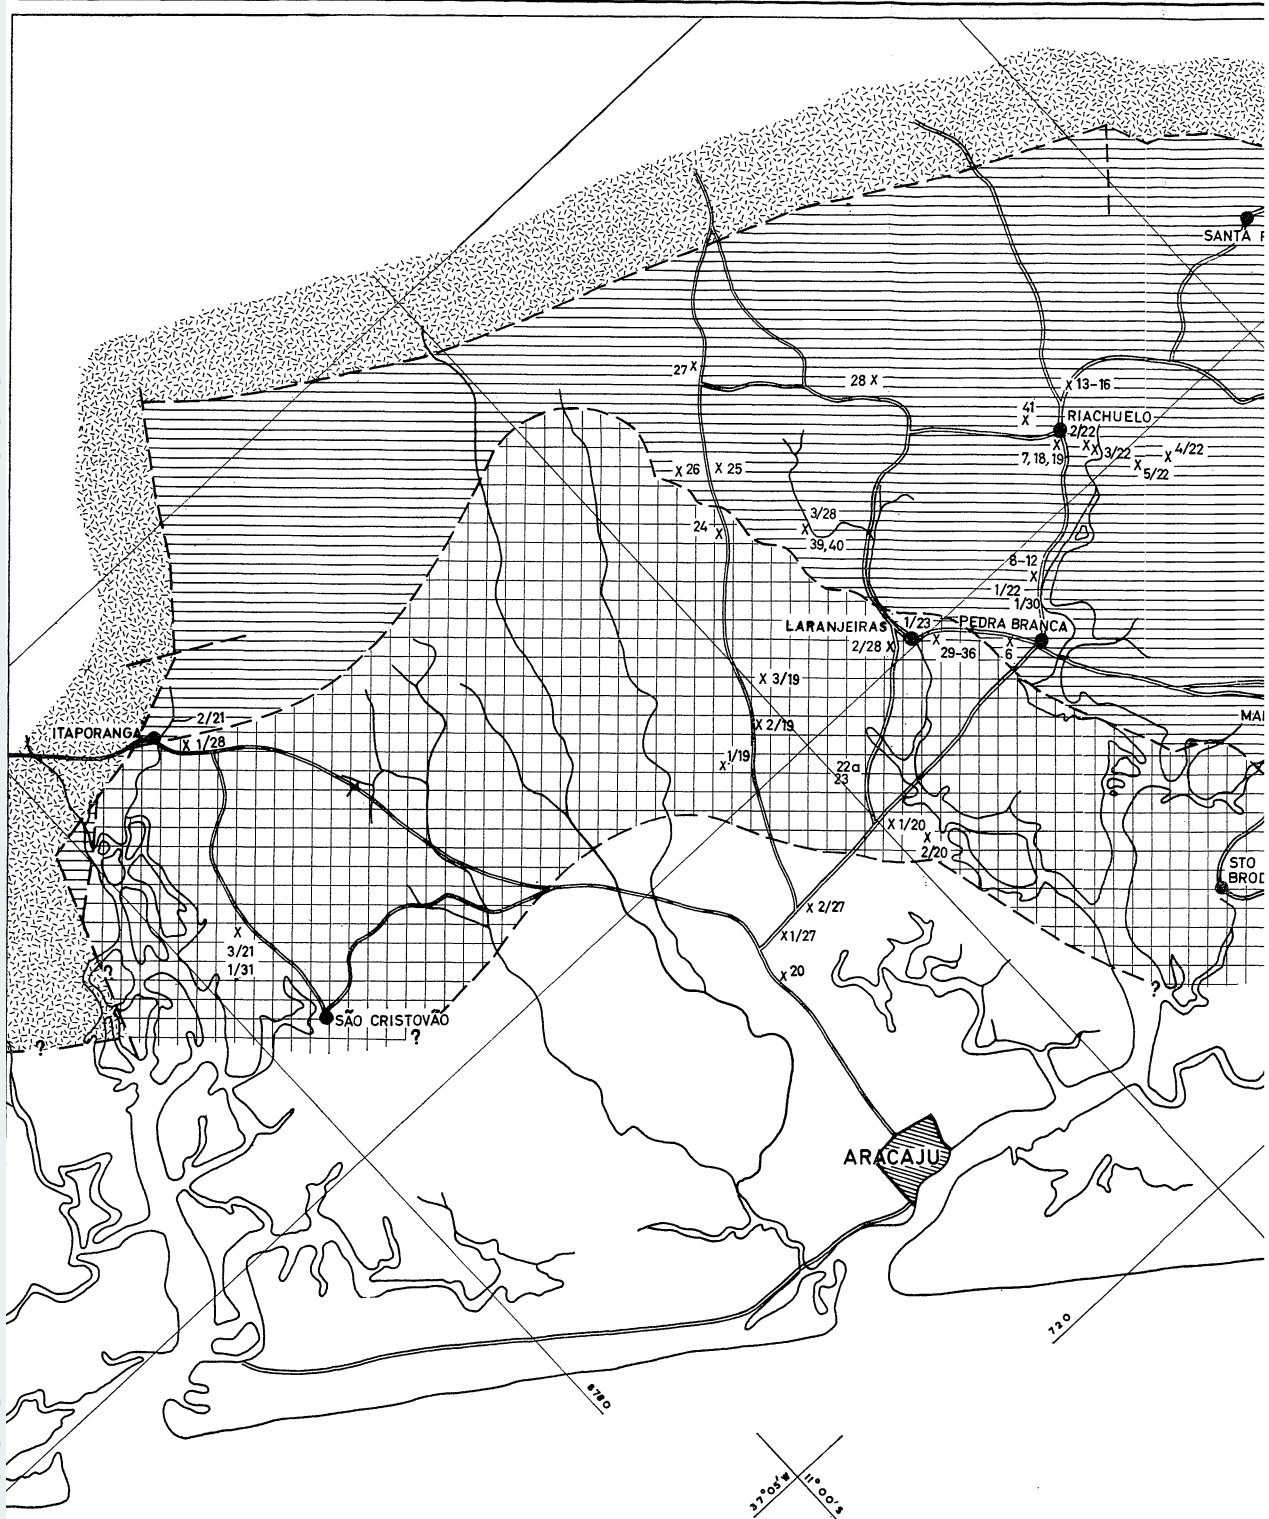 SANTA
27 X
28 X
X 13-16
41
X
RIACHUELO
2/22
X
X X 3/22
X 4/22
7, 18, 19
X
5/22
X 26
X 25
24
X
3/28
X
39,40
8-12
X
1/22
1/30
LARANJEIRAS
1/23
PEDRA BRANCA
2/28 X
X
29-36
X
6
X 3/19
ITAPORANGA
2/21
X 1/28
X 2/19
X 1/19
22a
23
X 1/20
X
2/20
STO
BROD
X 2/27
X
3/21
1/31
X 1/27
X 20
?
SÃO CRISTOVÃO
?
?
?
ARACAJU
720
8780
37°05'W
11°00'S